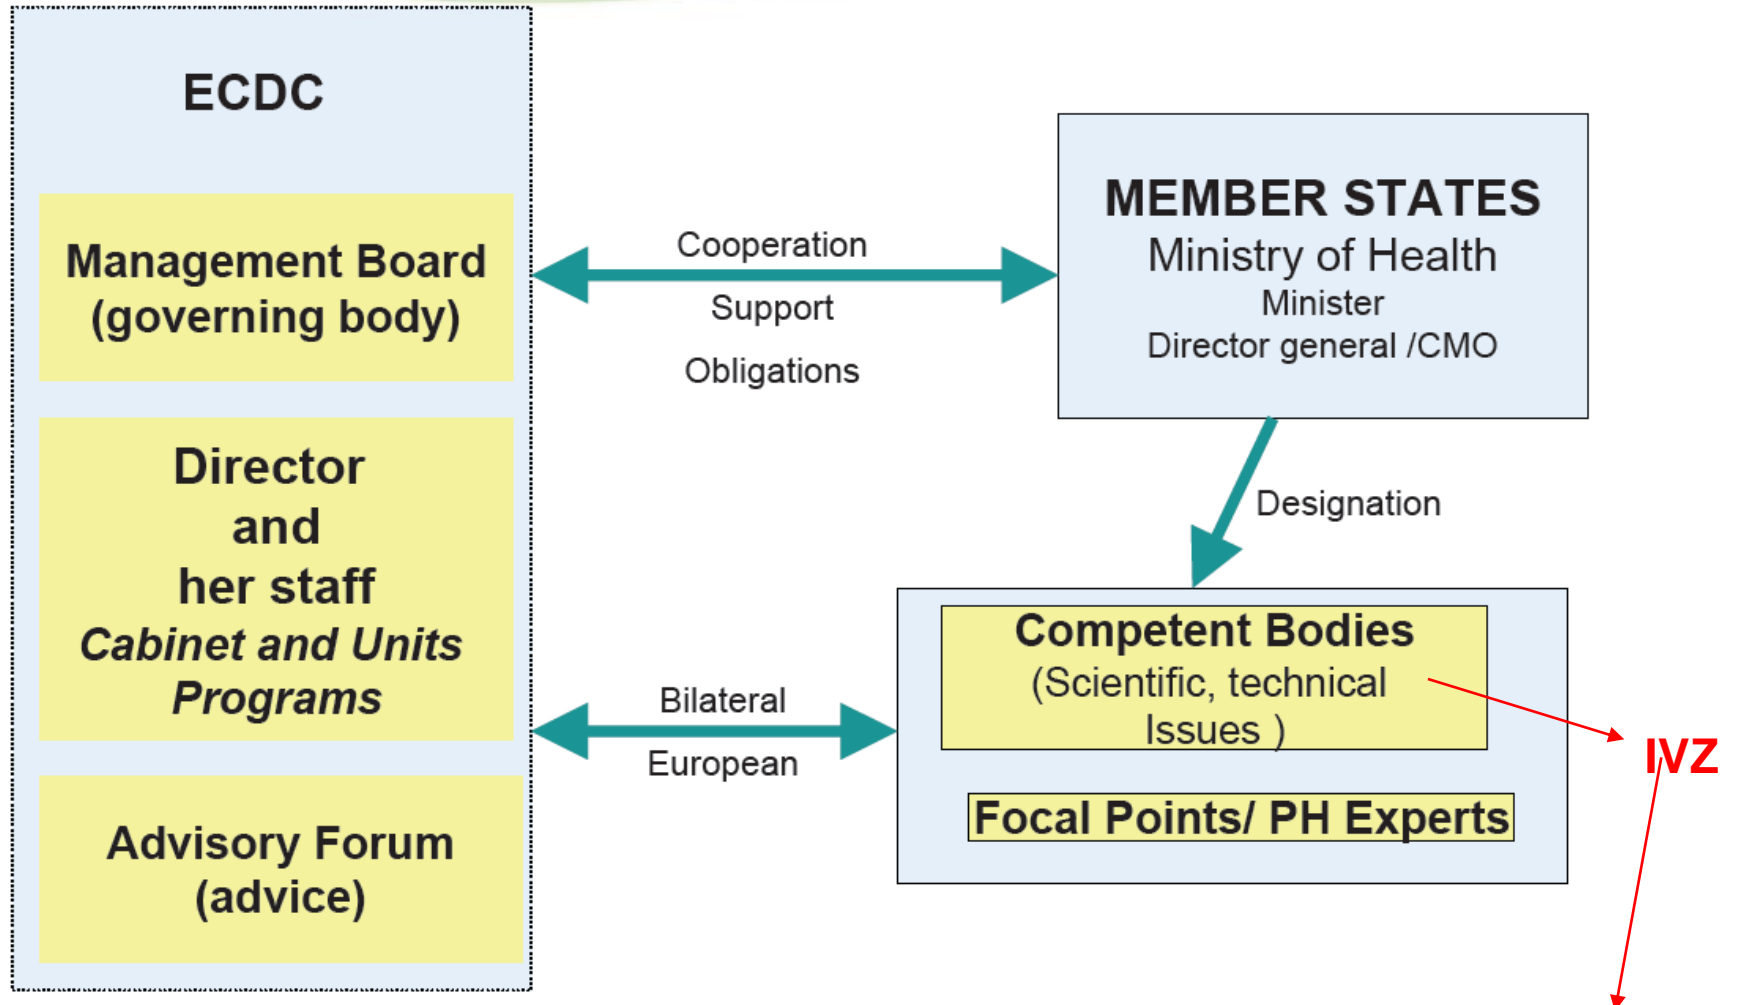 ECDC
Management Board
(governing body)
Director
and
her staff
Cabinet and Units
Programs
Advisory Forum
(advice)
Cooperation
Support
Obligations
MEMBER STATES
Ministry of Health
Minister
Director general /CMO
Designation
Bilateral
European
Competent Bodies
(Scientific, technical
Issues )
Focal Points/ PH Experts
IVZ